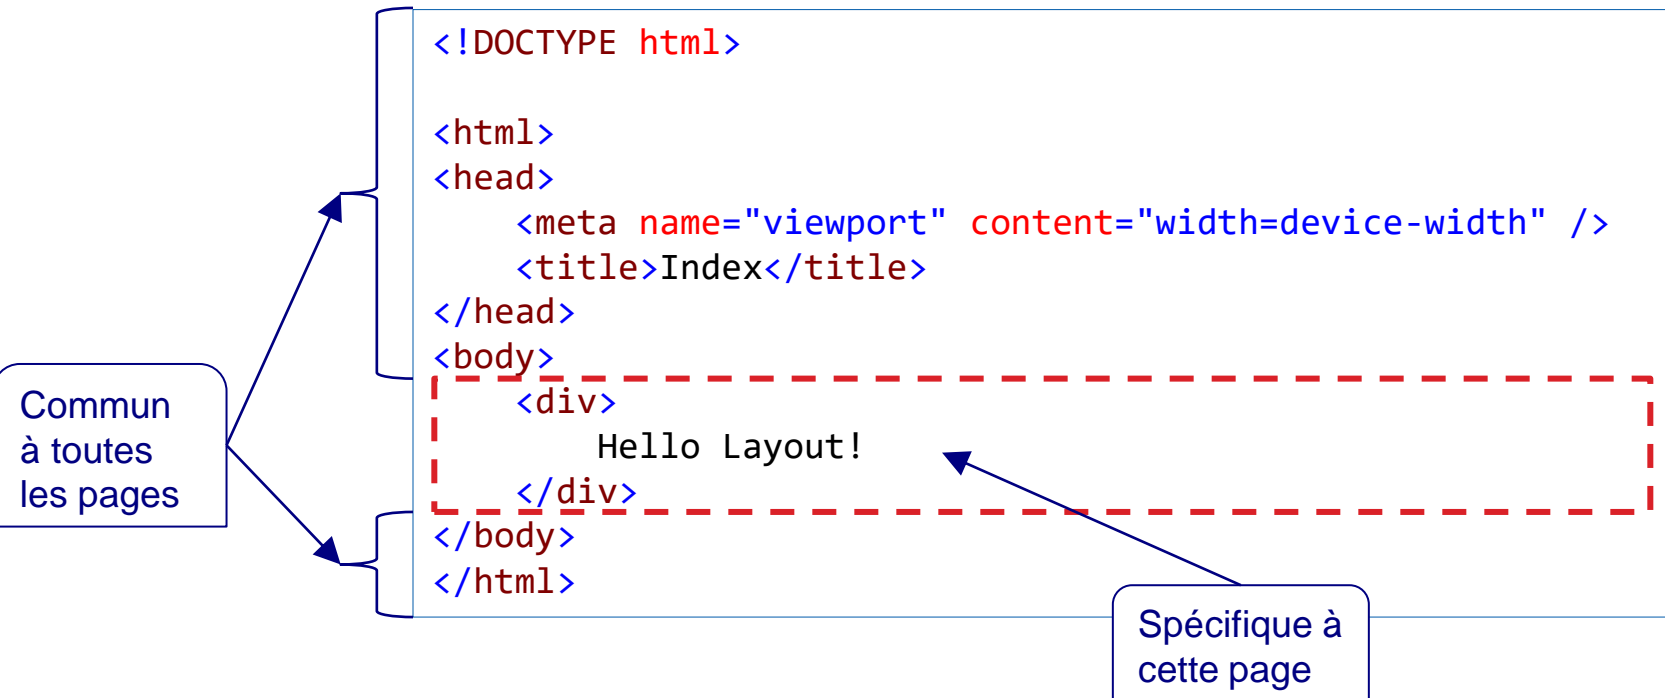 <!DOCTYPE html>
<html>
<head>
    <meta name="viewport" content="width=device-width" />
    <title>Index</title>
</head>
<body>
    <div>
        Hello Layout!
    </div>
</body>
</html>
Commun
à toutes
les pages
Spécifique à
cette page